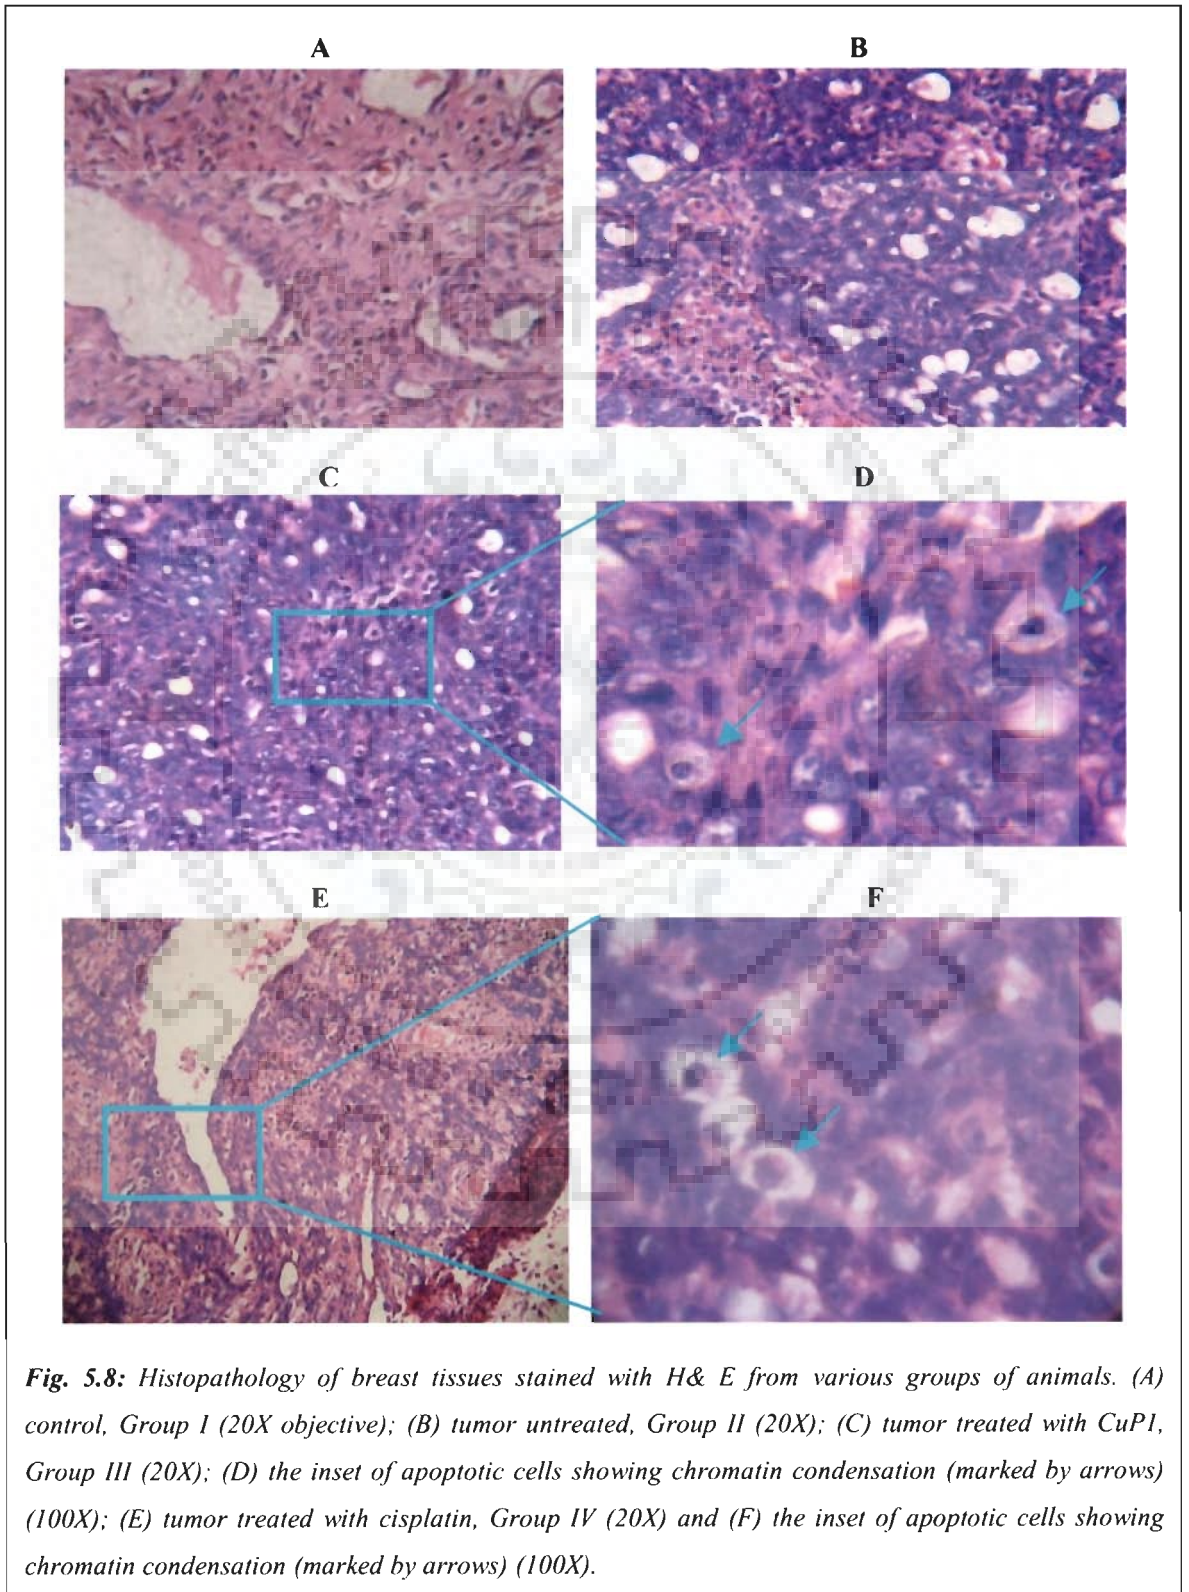 A
B
C
D
E
F
Fig. 5.8: Histopathology of breast tissues stained with H& E from various groups of animals. (A)
control, Group I (20X objective); (B) tumor untreated, Group II (20X); (C) tumor treated with CuP1,
Group III (20X); (D) the inset of apoptotic cells showing chromatin condensation (marked by arrows)
(100X); (E) tumor treated with cisplatin, Group IV (20X) and (F) the inset of apoptotic cells showing
chromatin condensation (marked by arrows) (100X).